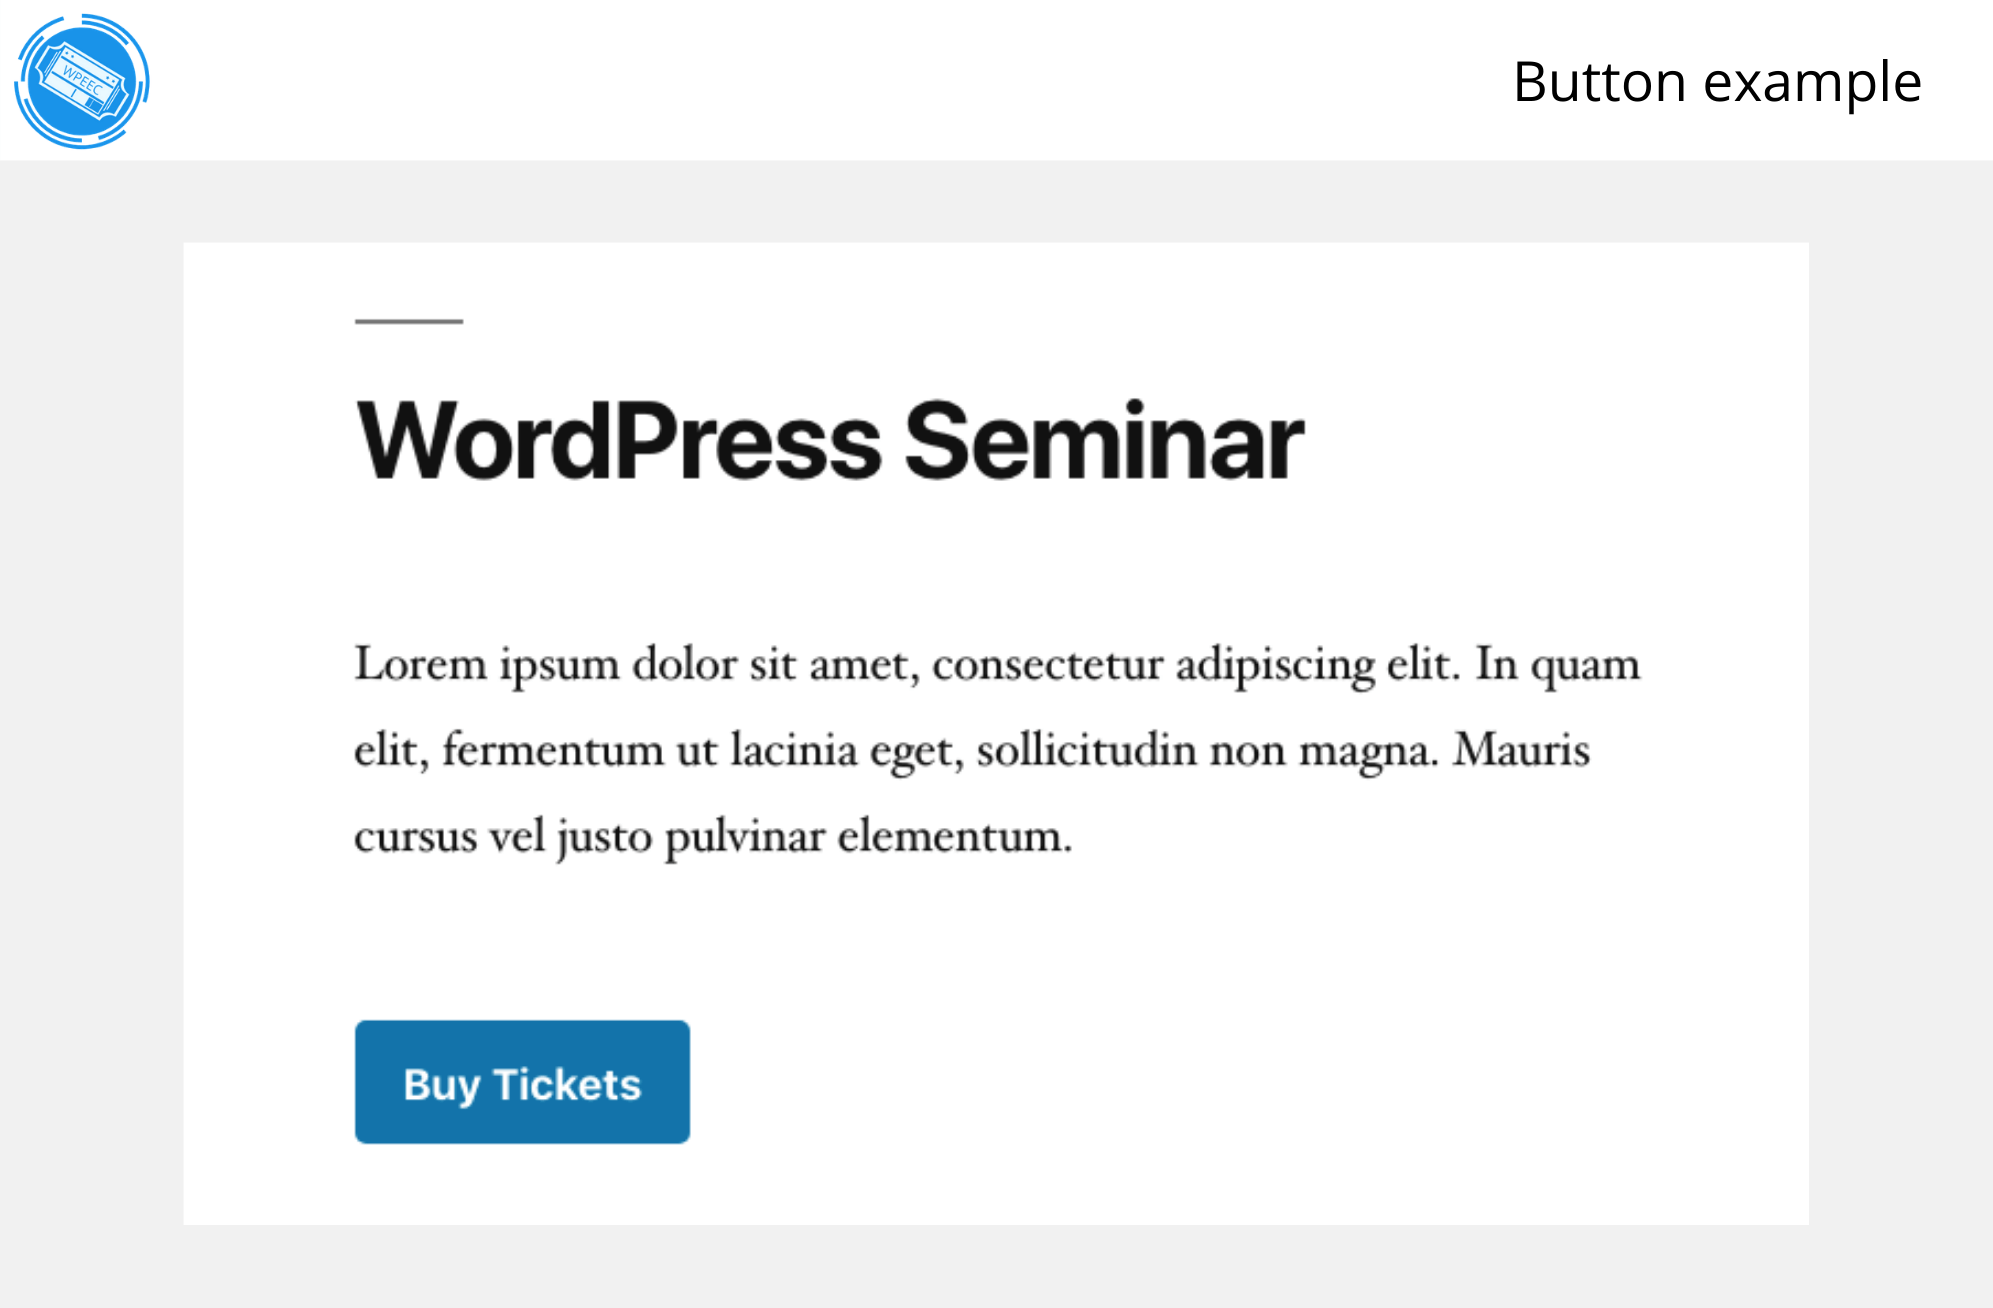 WPEEC
Button example
WordPress Seminar
Lorem ipsum dolor sit amet, consectetur adipiscing elit. In quam
elit, fermentum ut lacinia eget, sollicitudin non magna. Mauris
cursus vel justo pulvinar elementum.
Buy Tickets